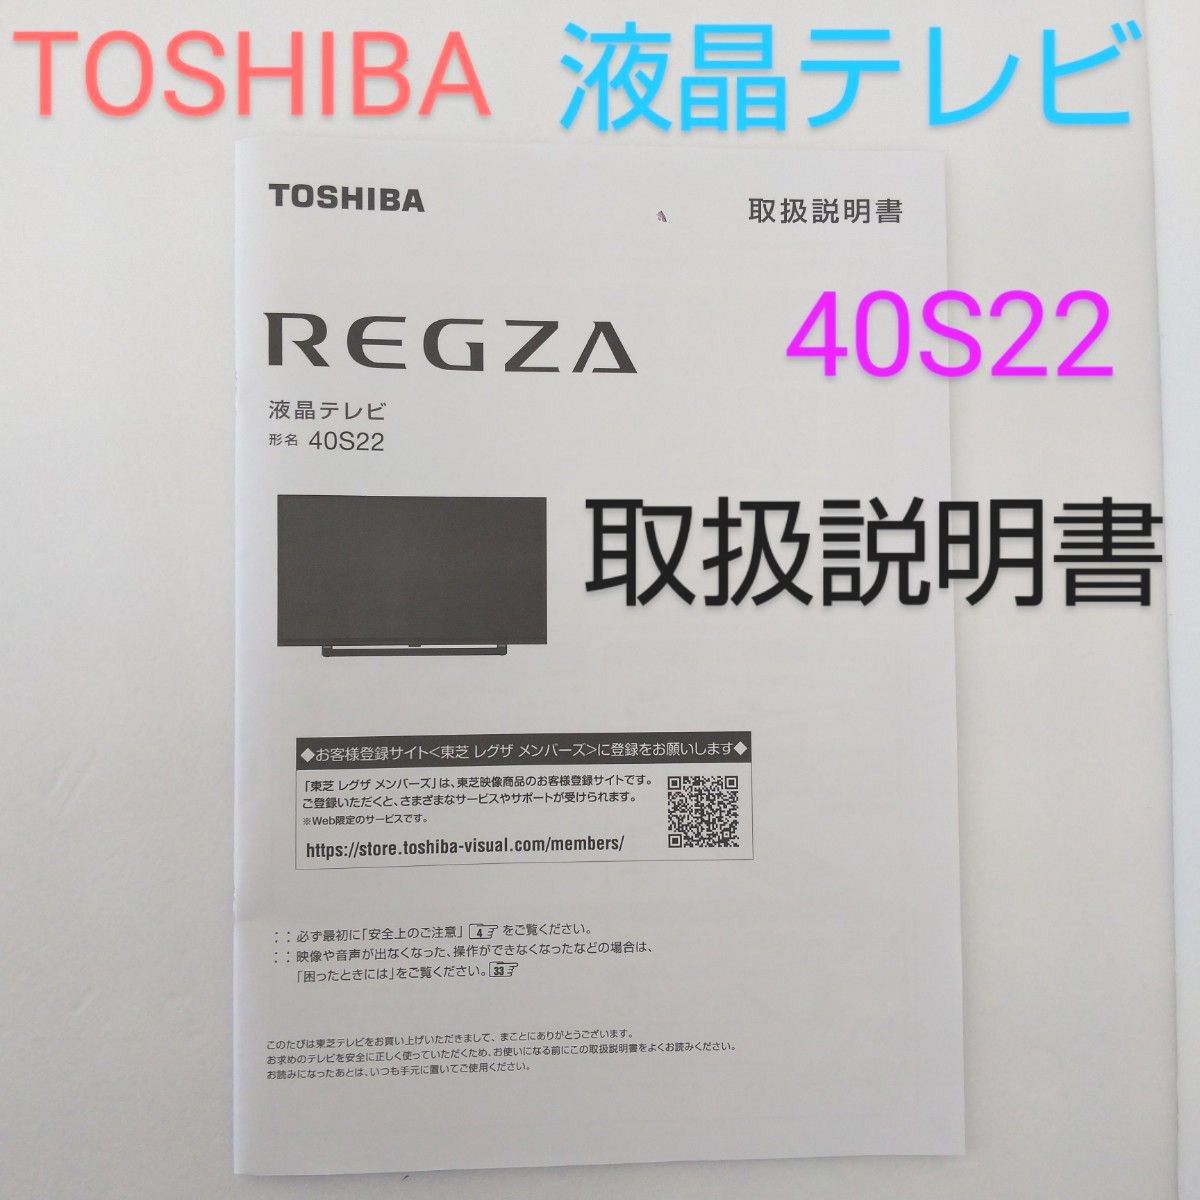 TOSHIBA 液晶テレビ
TOSHIBA
取扱説明書
REGZA
40S22
液晶テレビ
形名 40S22
取扱説明書
◆お客様登録サイト<東芝 レグザ メンバーズ>に登録をお願いします◆
「東芝 レグザ メンバーズ」は、東芝映像商品のお客様登録サイトです。
ご登録いただくと、さまざまなサービスやサポートが受けられます。
※Web限定のサービスです。
https://store.toshiba-visual.com/members/
：：必ず最初に「安全上のご注意」 4 をご覧ください。
：：映像や音声が出なくなった、操作ができなくなったなどの場合は、
「困ったときには」をご覧ください。 33
このたびは東芝テレビをお買い上げいただきまして、まことにありがとうございます。
お求めのテレビを安全に正しく使っていただくため、お使いになる前にこの取扱説明書をよくお読みください。
お読みになったあとは、いつも手元に置いてご使用ください。